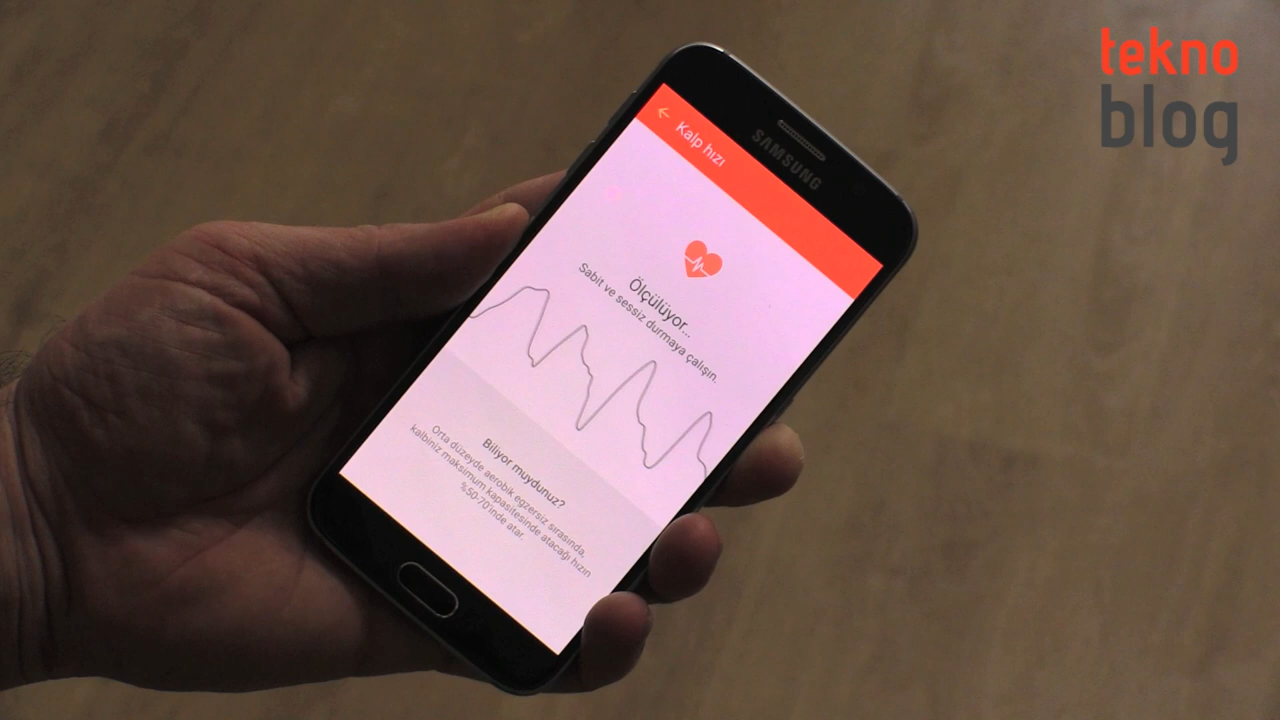 tekno
blog
SAMSUNG
Kalp hızı
Ölçülüyor...
Sabit ve sessiz durmaya çalışın.
Biliyor muydunuz?
Orta düzeyde aerobik egzersiz sırasında,
kalbiniz maksimum kapasitesinde atacağı hızın
%50-70'inde atar.